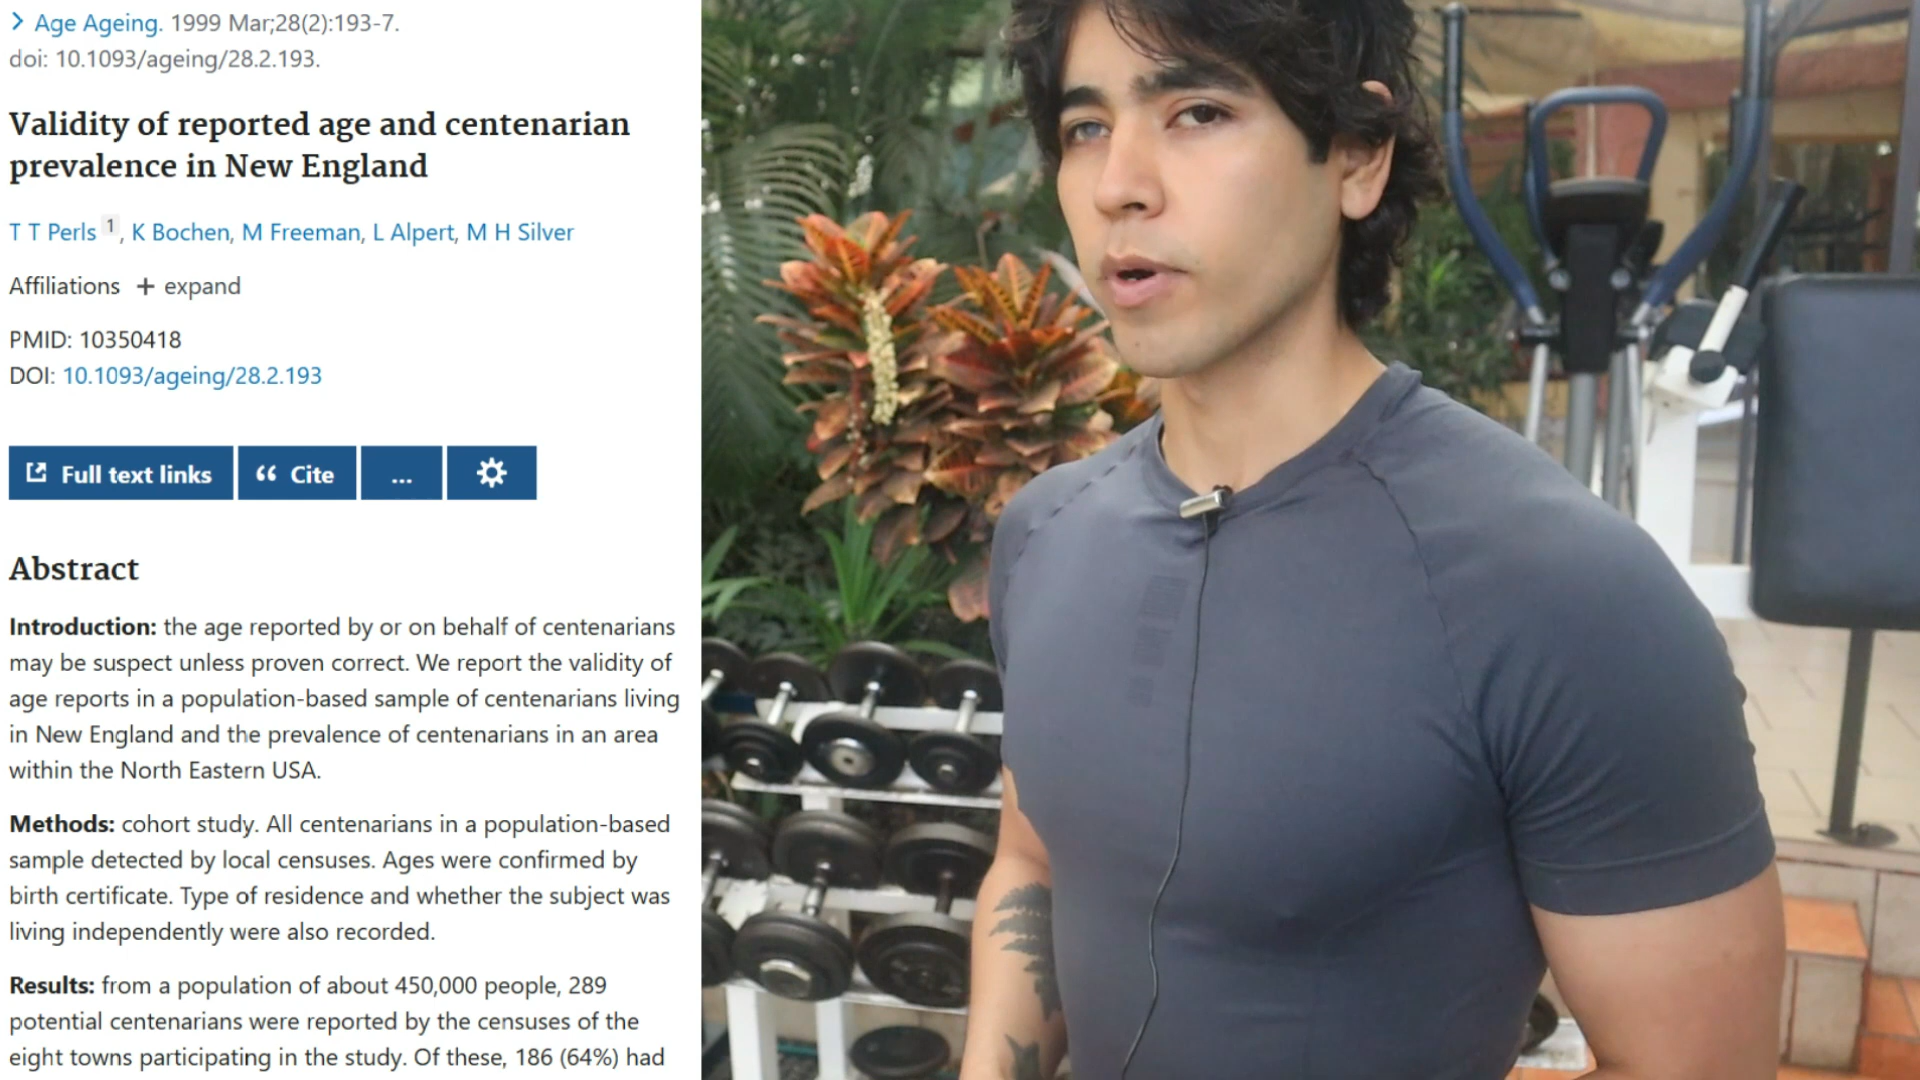 Age Ageing. 1999 Mar;28(2):193-7.
doi: 10.1093/ageing/28.2.193.
Validity of reported age and centenarian
prevalence in New England
T T Perls 1, K Bochen, M Freeman, L Alpert, M H Silver
Affiliations + expand
PMID: 10350418
DOI: 10.1093/ageing/28.2.193
Full text links
“ Cite
...
Abstract
Introduction: the age reported by or on behalf of centenarians
may be suspect unless proven correct. We report the validity of
age reports in a population-based sample of centenarians living
in New England and the prevalence of centenarians in an area
within the North Eastern USA.
Methods: cohort study. All centenarians in a population-based
sample detected by local censuses. Ages were confirmed by
birth certificate. Type of residence and whether the subject was
living independently were also recorded.
Results: from a population of about 450,000 people, 289
potential centenarians were reported by the censuses of the
eight towns participating in the study. Of these, 186 (64%) had